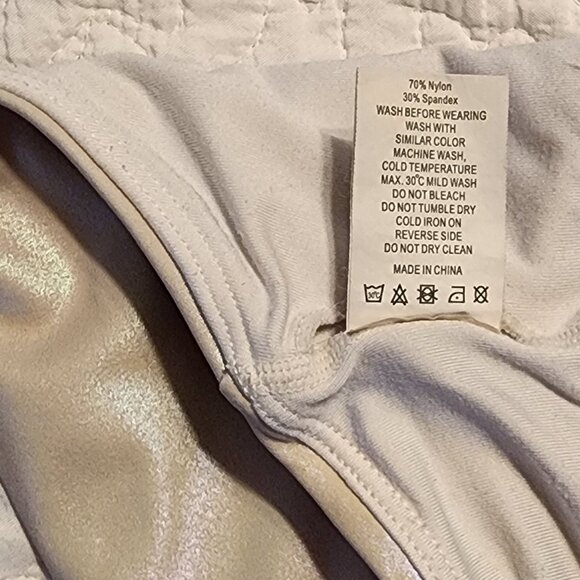 70% Nylon
30% Spandex
WASH BEFORE WEARING
WASH WITH
SIMILAR COLOR
MACHINE WASH,
COLD TEMPERATURE
MAX. 30°C MILD WASH
DO NOT BLEACH
DO NOT TUMBLE DRY
COLD IRON ON
REVERSE SIDE
DO NOT DRY CLEAN
MADE IN CHINA